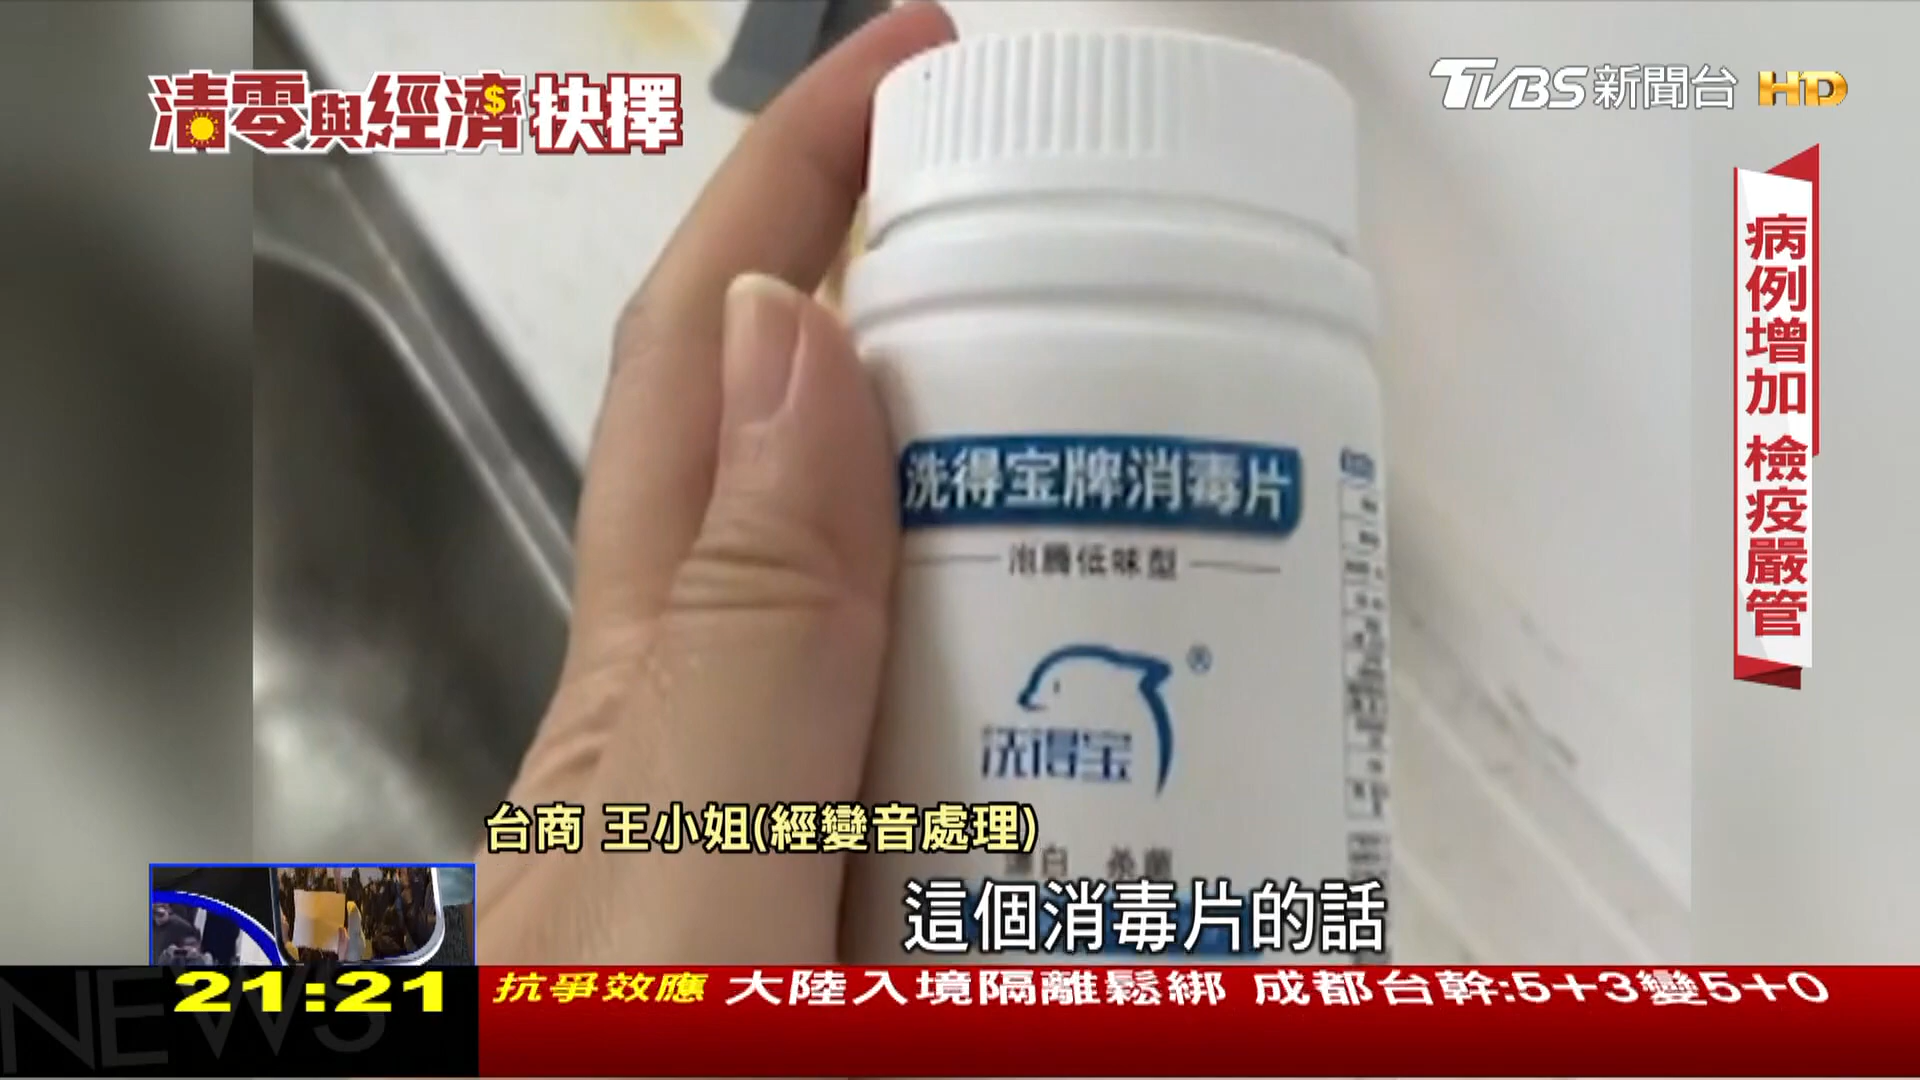 清零與經濟抉擇
TVBS新聞台 HD
病例增加 檢疫嚴管
洗得宝牌消毒片
泡腾低味型
®
洗得宝
台商 王小姐(經變音處理)
這個消毒片的話
21:21
抗爭效應 大陸入境隔離鬆綁 成都台幹:5+3變5+0
NEWS